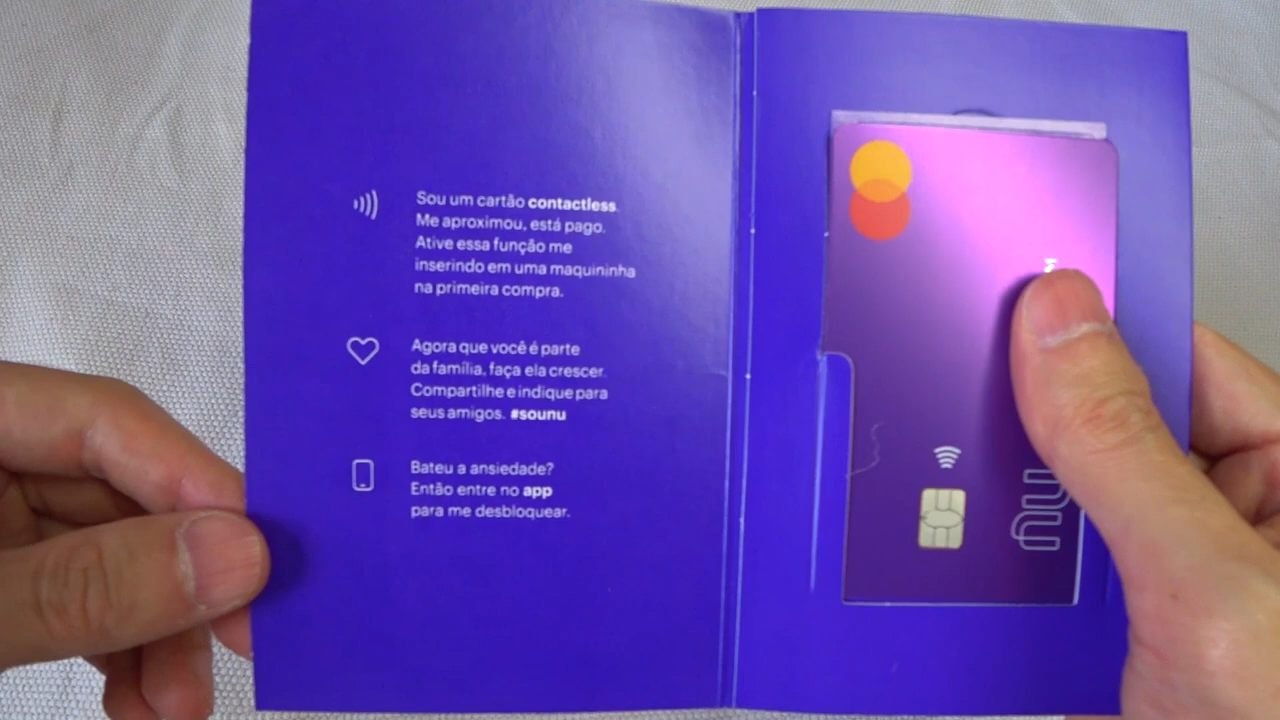 Sou um cartão contactless.
Me aproximou, está pago.
Ative essa função me
inserindo em uma maquininha
na primeira compra.
Agora que você é parte
da família, faça ela crescer.
Compartilhe e indique para
seus amigos. #sounu
Bateu a ansiedade?
Então entre no app
para me desbloquear.
nu